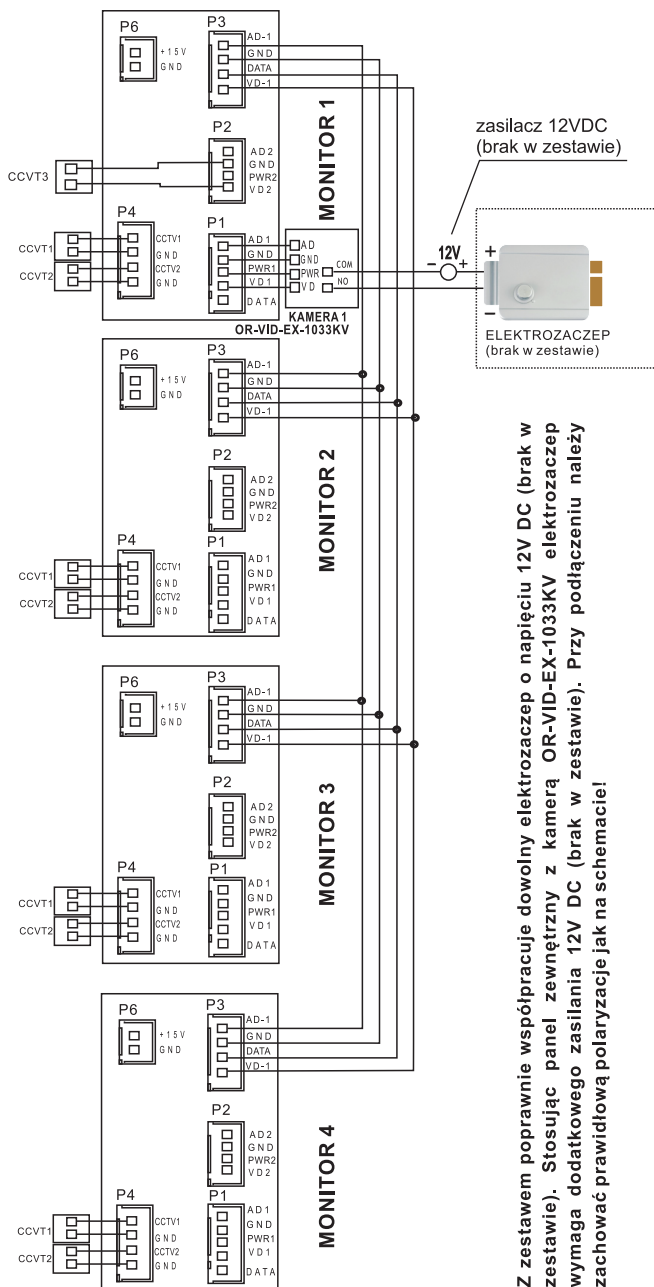 P6
+15V
GND
P3
AD-1
GND
DATA
VD-1
P2
AD2
GND
PWR2
VD2
CCVT3
P4
CCTV1
GND
CCTV2
GND
CCVT1
CCVT2
P1
AD1
GND
PWR1
VD1
DATA
MONITOR 1
AD
GND
PWR
VD
COM
NO
KAMERA 1
OR-VID-EX-1033KV
zasilacz 12VDC
(brak w zestawie)
- 12V +
+
-
ELEKTROZACZEP
(brak w zestawie)
P6
+15V
GND
P3
AD-1
GND
DATA
VD-1
P2
AD2
GND
PWR2
VD2
P4
CCTV1
GND
CCTV2
GND
CCVT1
CCVT2
P1
AD1
GND
PWR1
VD1
DATA
MONITOR 2
P6
+15V
GND
P3
AD-1
GND
DATA
VD-1
P2
AD2
GND
PWR2
VD2
P4
CCTV1
GND
CCTV2
GND
CCVT1
CCVT2
P1
AD1
GND
PWR1
VD1
DATA
MONITOR 3
P6
+15V
GND
P3
AD-1
GND
DATA
VD-1
P2
AD2
GND
PWR2
VD2
P4
CCTV1
GND
CCTV2
GND
CCVT1
CCVT2
P1
AD1
GND
PWR1
VD1
DATA
MONITOR 4
Z zestawem poprawnie współpracuje dowolny elektrozaczep o napięciu 12V DC (brak w
zestawie). Stosując panel zewnętrzny z kamerą OR-VID-EX-1033KV elektrozaczep
wymaga dodatkowego zasilania 12V DC (brak w zestawie). Przy podłączeniu należy
zachować prawidłową polaryzacje jak na schemacie!